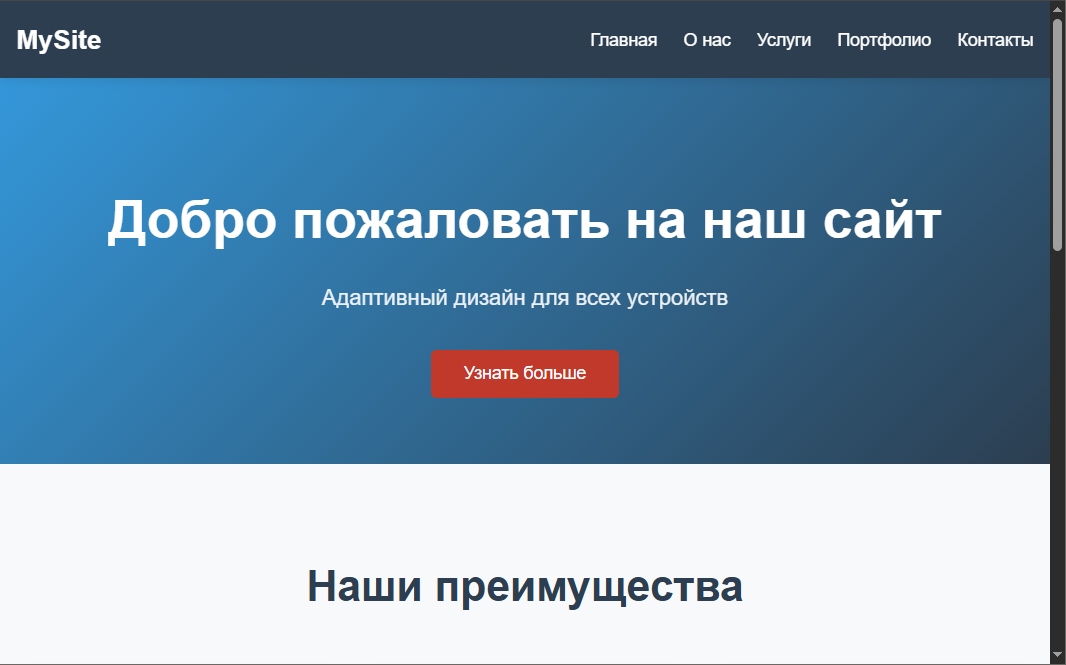 MySite
Главная О нас Услуги Портфолио Контакты
Добро пожаловать на наш сайт
Адаптивный дизайн для всех устройств
Узнать больше
Наши преимущества